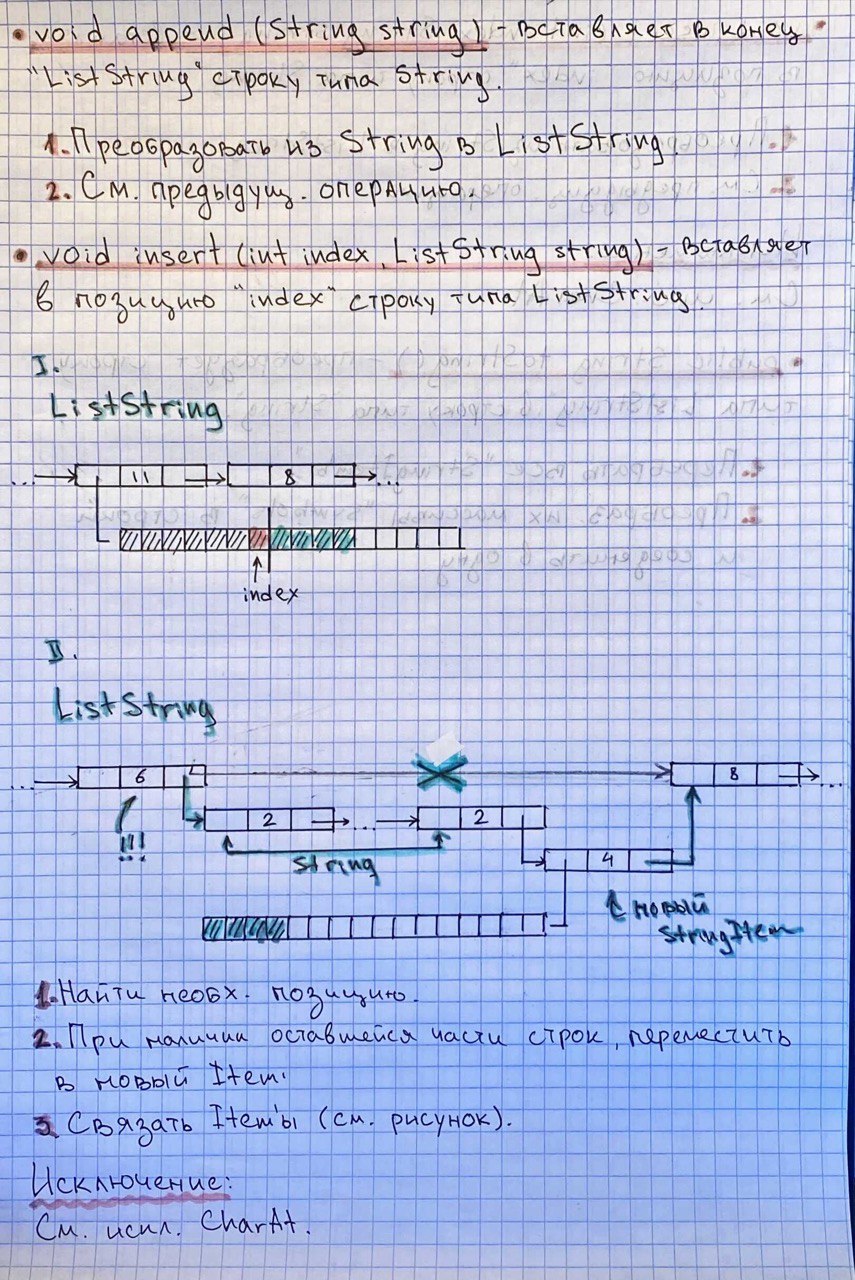 • void append (String string) - вставляет в конец
"ListString" строку типа String.
1. Преобразовать из String в ListString.
2. См. предыдущ. операцию.
• void insert (int index, ListString string) - вставляет
в позицию "index" строку типа ListString.
I.
ListString
...
11
8
...
index
II.
ListString
...
6
8
...
!!!
2
...
2
String
4
новый
StringItem
1. Найти необх. позицию.
2. При наличии оставшейся части строк, переместить
в новый Item.
3. Связать Item'ы (см. рисунок).
Исключение:
См. искл. CharAt.